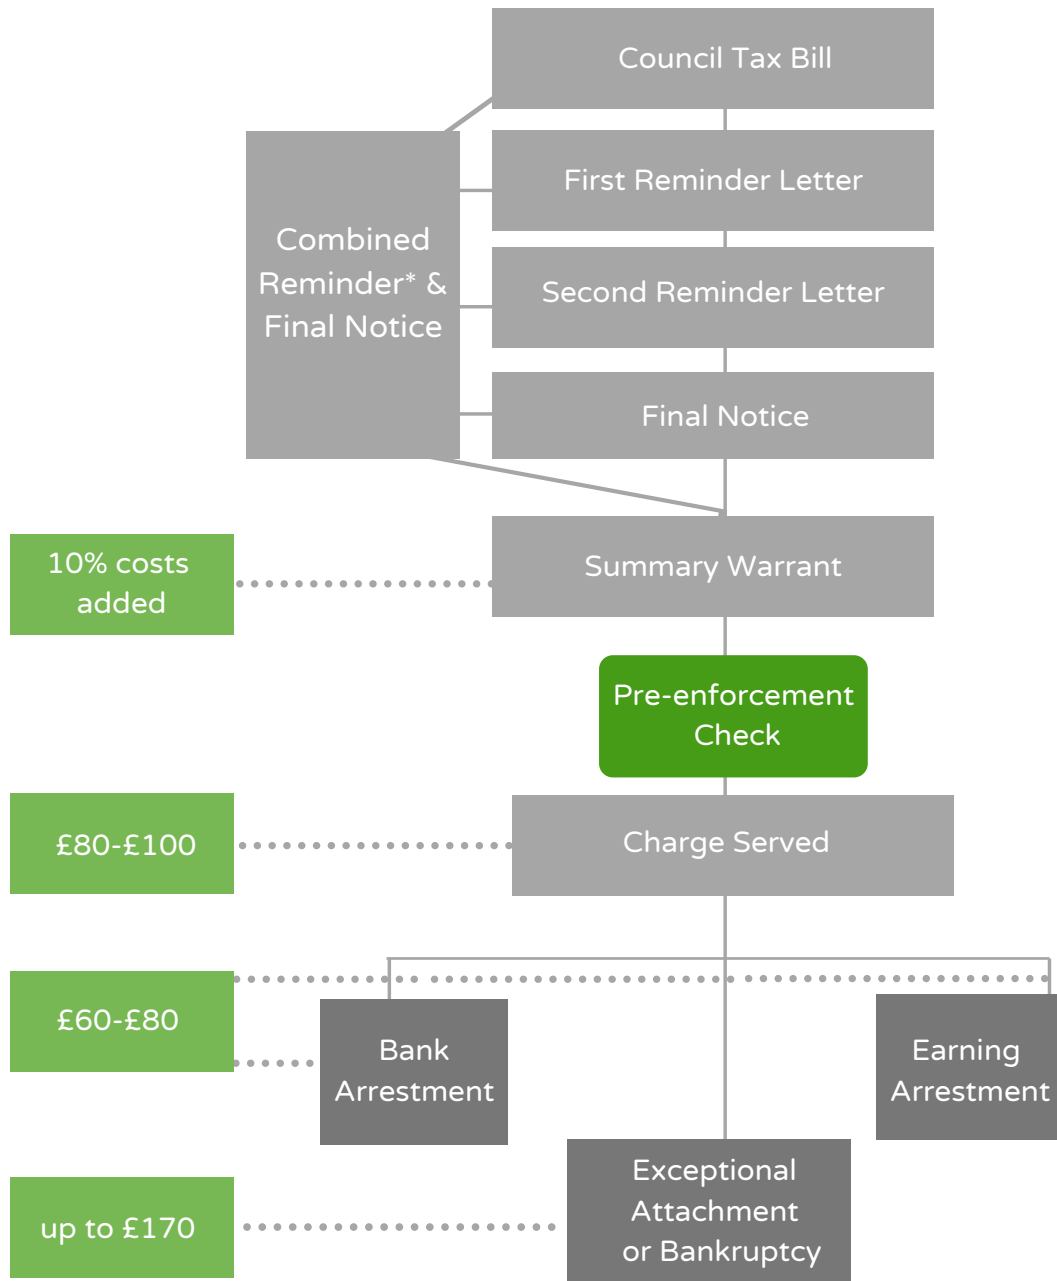 Council Tax Bill
Combined
Reminder* &
Final Notice
First Reminder Letter
Second Reminder Letter
Final Notice
10% costs
added
Summary Warrant
Pre-enforcement
Check
£80-£100
Charge Served
£60-£80
Bank
Arrestment
Earning
Arrestment
up to £170
Exceptional
Attachment
or Bankruptcy